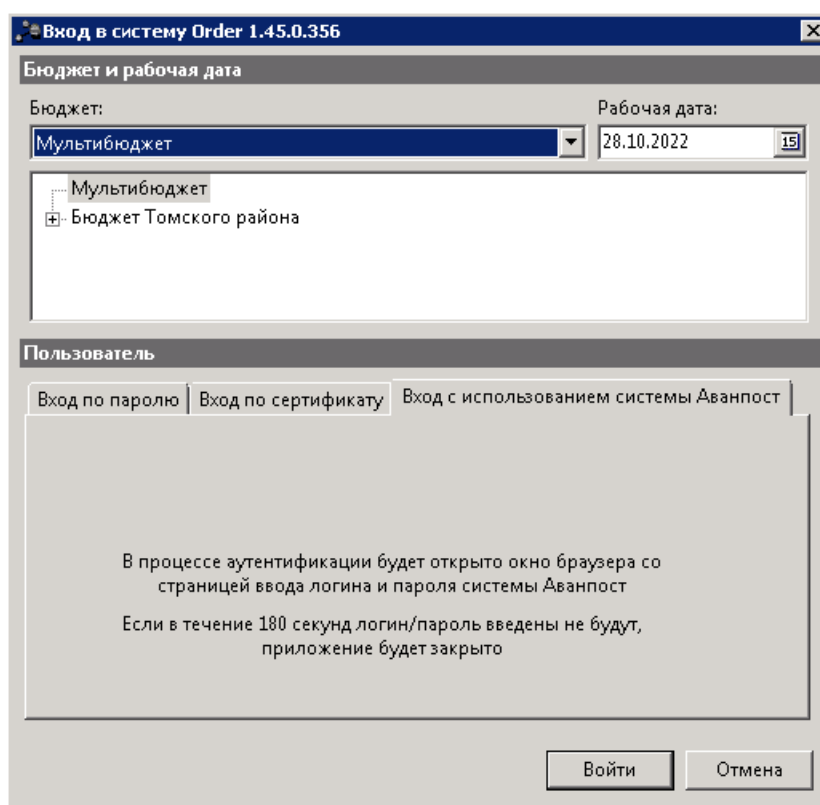 Вход в систему Order 1.45.0.356
Бюджет и рабочая дата
Бюджет: Рабочая дата:
Мультибюджет 28.10.2022 15
Мультибюджет
Бюджет Томского района
Пользователь
Вход по паролю Вход по сертификату Вход с использованием системы Аванпост
В процессе аутентификации будет открыто окно браузера со
страницей ввода логина и пароля системы Аванпост
Если в течение 180 секунд логин/пароль введены не будут,
приложение будет закрыто
Войти Отмена